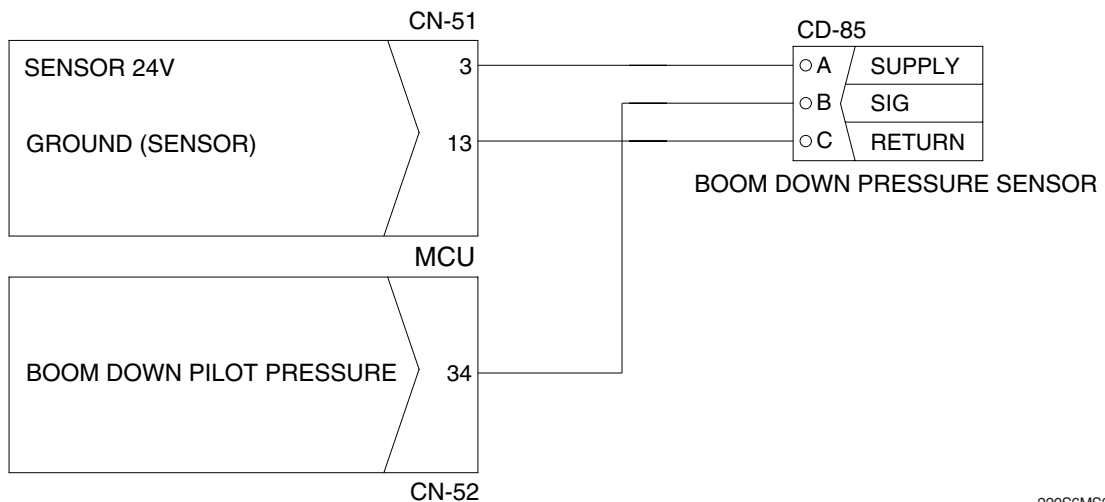 CN-51
CD-85
SENSOR 24V 3
A SUPPLY
B SIG
GROUND (SENSOR) 13
C RETURN
BOOM DOWN PRESSURE SENSOR
MCU
BOOM DOWN PILOT PRESSURE 34
CN-52